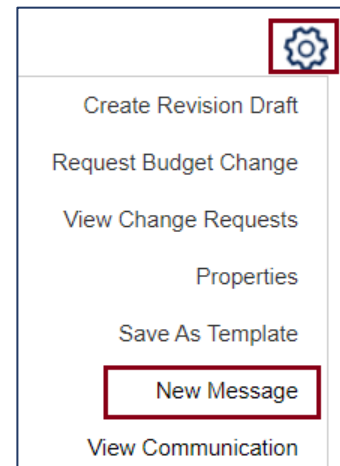 Create Revision Draft
Request Budget Change
View Change Requests
Properties
Save As Template
New Message
View Communication